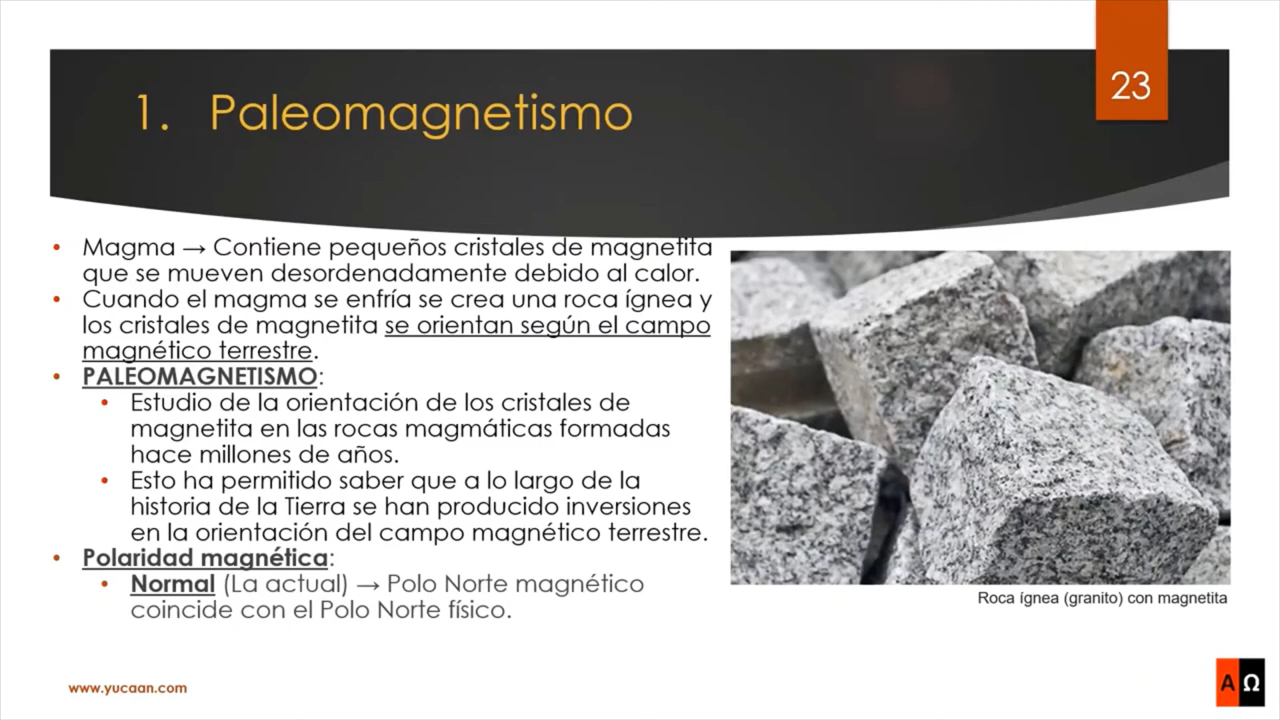 23
1. Paleomagnetismo
• Magma → Contiene pequeños cristales de magnetita
que se mueven desordenadamente debido al calor.
• Cuando el magma se enfría se crea una roca ígnea y
los cristales de magnetita se orientan según el campo
magnético terrestre.
• PALEOMAGNETISMO:
• Estudio de la orientación de los cristales de
magnetita en las rocas magmáticas formadas
hace millones de años.
• Esto ha permitido saber que a lo largo de la
historia de la Tierra se han producido inversiones
en la orientación del campo magnético terrestre.
• Polaridad magnética:
• Normal (La actual) → Polo Norte magnético
coincide con el Polo Norte físico.
Roca ígnea (granito) con magnetita
www.yucaan.com
A Ω